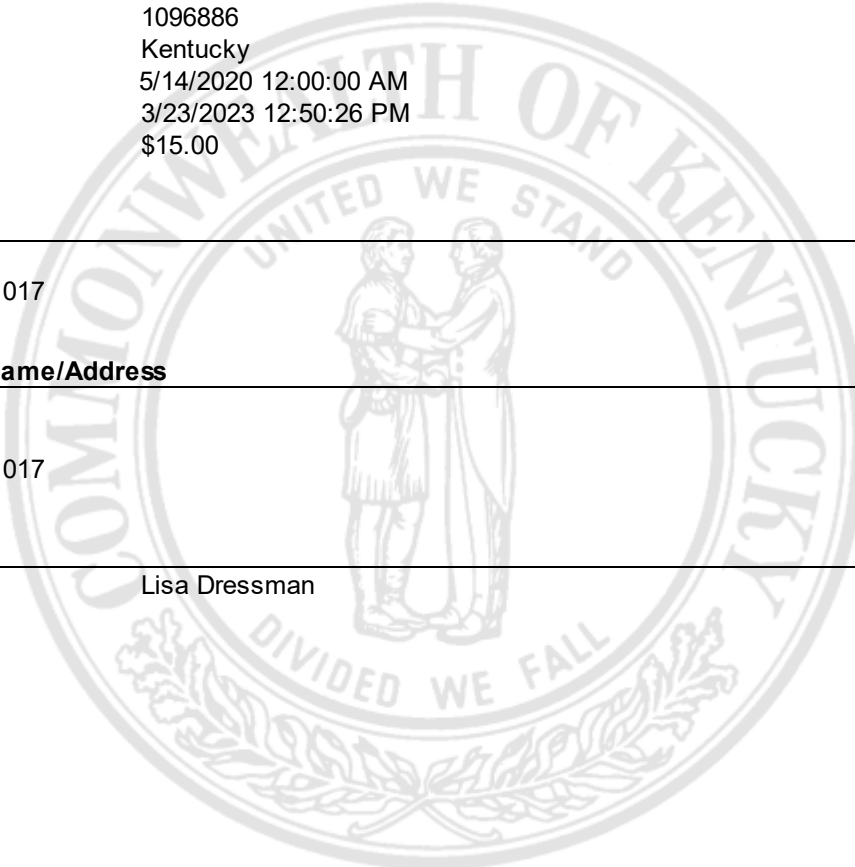 1096886
Kentucky
5/14/2020 12:00:00 AM
3/23/2023 12:50:26 PM
$15.00
COMMONWEALTH OF KENTUCKY
UNITED WE STAND
017
ame/Address
017
Lisa Dressman
DIVIDED WE FALL